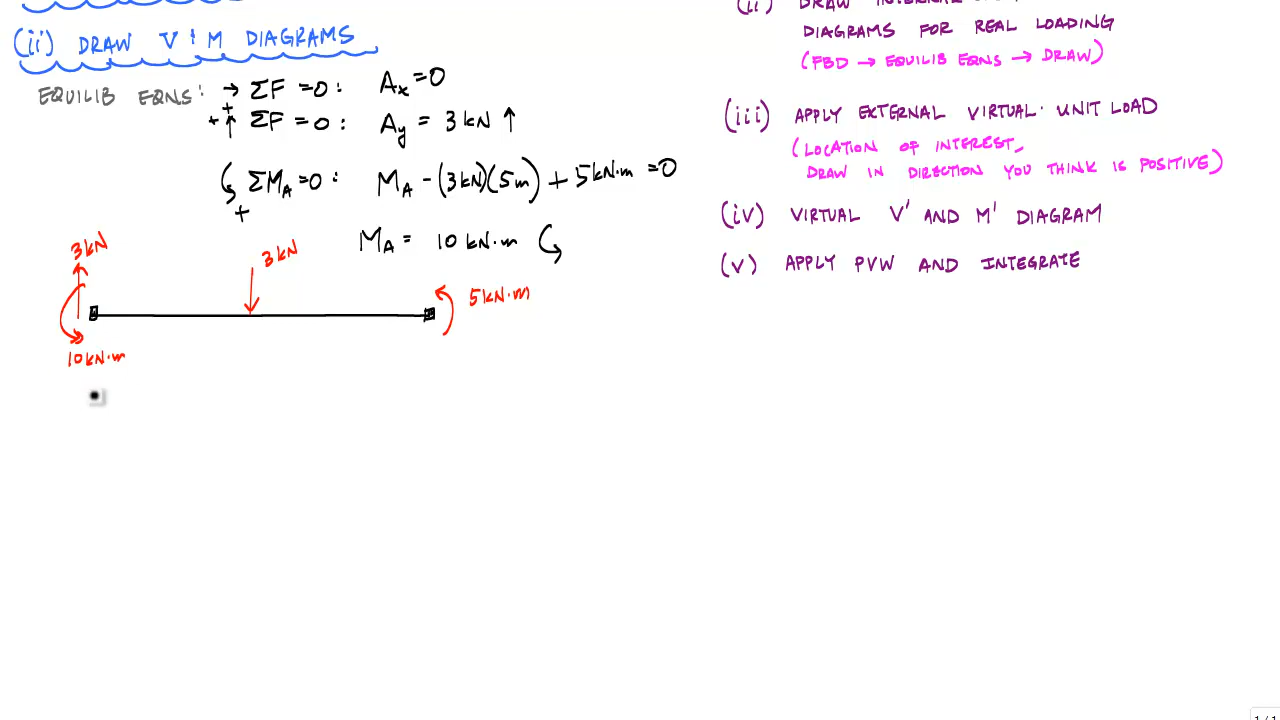 (ii) DRAW V & M DIAGRAMS
EQUILIB EQNS: → ΣF = 0: Ax = 0
+
+↑ ΣF = 0: Ay = 3 kN ↑
ΣMA = 0: MA - (3kN)(5m) + 5kN·m = 0
+
MA = 10 kN·m
3kN
3kN
5kN·m
10kN·m
DIAGRAMS FOR REAL LOADING
(FBD → EQUILIB EQNS → DRAW)
(iii) APPLY EXTERNAL VIRTUAL UNIT LOAD
(LOCATION OF INTEREST,
DRAW IN DIRECTION YOU THINK IS POSITIVE)
(iv) VIRTUAL V' AND M' DIAGRAM
(v) APPLY PVW AND INTEGRATE